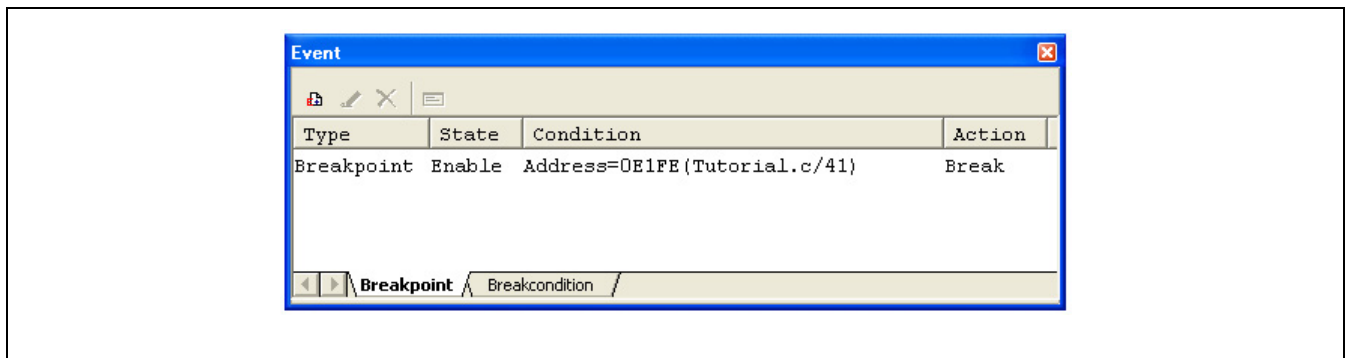 Event
Type State Condition Action
Breakpoint Enable Address=0E1FE(Tutorial.c/41) Break
Breakpoint Breakcondition